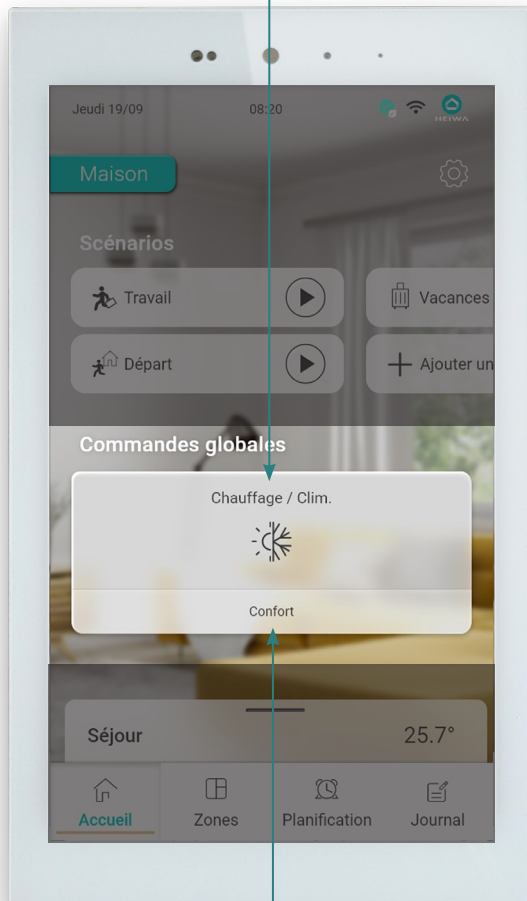 Jeudi 19/09
08:20
HEIWA
Maison
Scénarios
Travail
Vacances
Départ
Ajouter un
Commandes globales
Chauffage / Clim.
Confort
Séjour
25.7°
Accueil
Zones
Planification
Journal